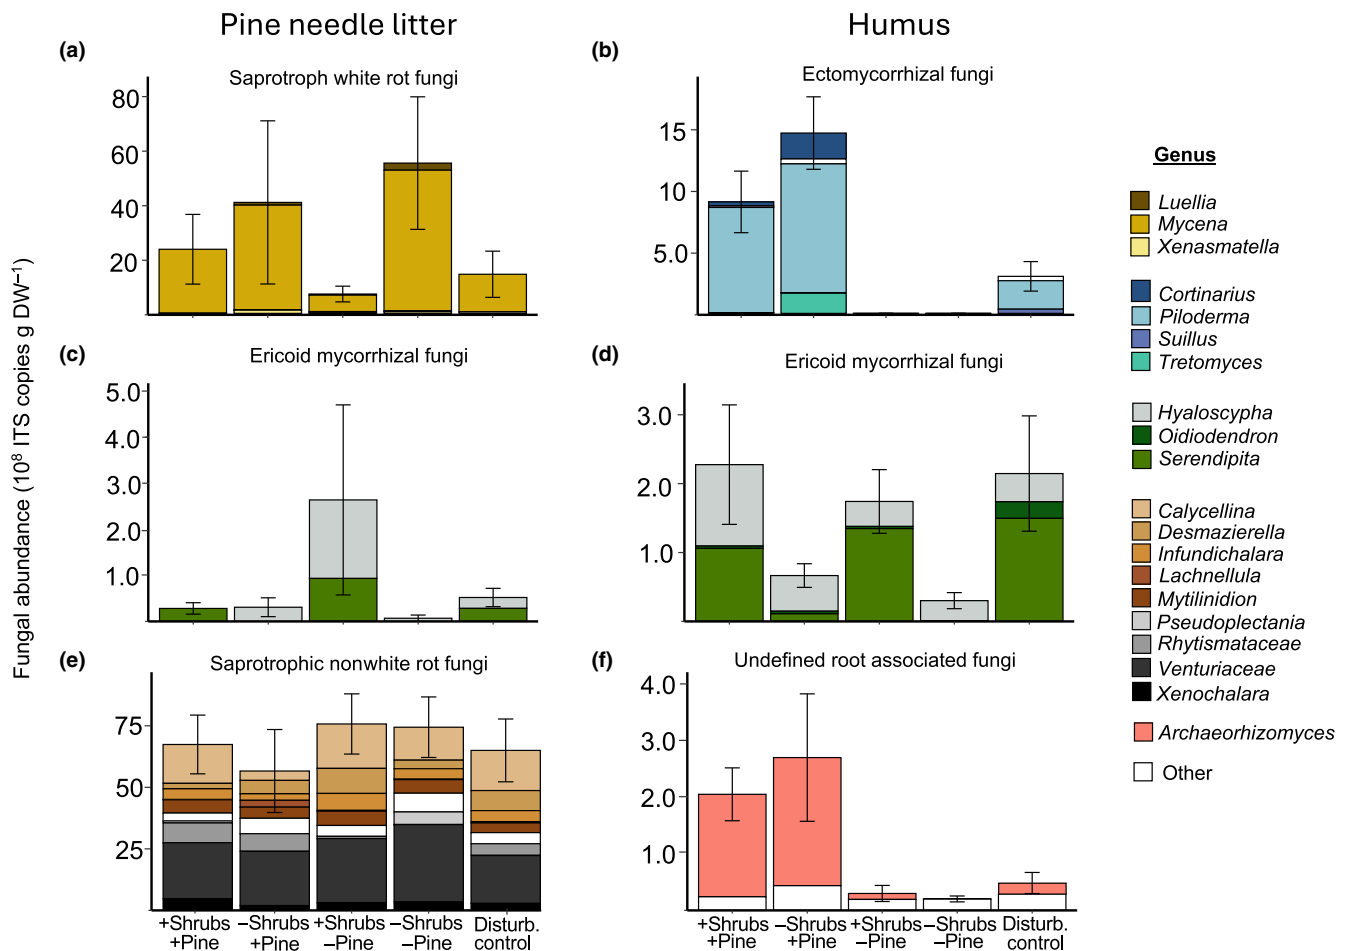 Pine needle litter
Humus
(a)
Saprotroph white rot fungi
80
60
40
20
(b)
Ectomycorrhizal fungi
15
10
5.0
(c)
Ericoid mycorrhizal fungi
5.0
4.0
3.0
2.0
1.0
(d)
Ericoid mycorrhizal fungi
3.0
2.0
1.0
(e)
Saprotrophic nonwhite rot fungi
75
50
25
+Shrubs +Pine
–Shrubs +Pine
+Shrubs –Pine
–Shrubs –Pine
Disturb. control
(f)
Undefined root associated fungi
4.0
3.0
2.0
1.0
+Shrubs +Pine
–Shrubs +Pine
+Shrubs –Pine
–Shrubs –Pine
Disturb. control
Fungal abundance (10⁸ ITS copies g DW⁻¹)
Genus
Luellia
Mycena
Xenasmatella
Cortinarius
Piloderma
Suillus
Tretomyces
Hyaloscypha
Oidiodendron
Serendipita
Calycellina
Desmazierella
Infundichalara
Lachnellula
Mytilinidion
Pseudoplectania
Rhytismataceae
Venturiaceae
Xenochalara
Archaeorhizomyces
Other